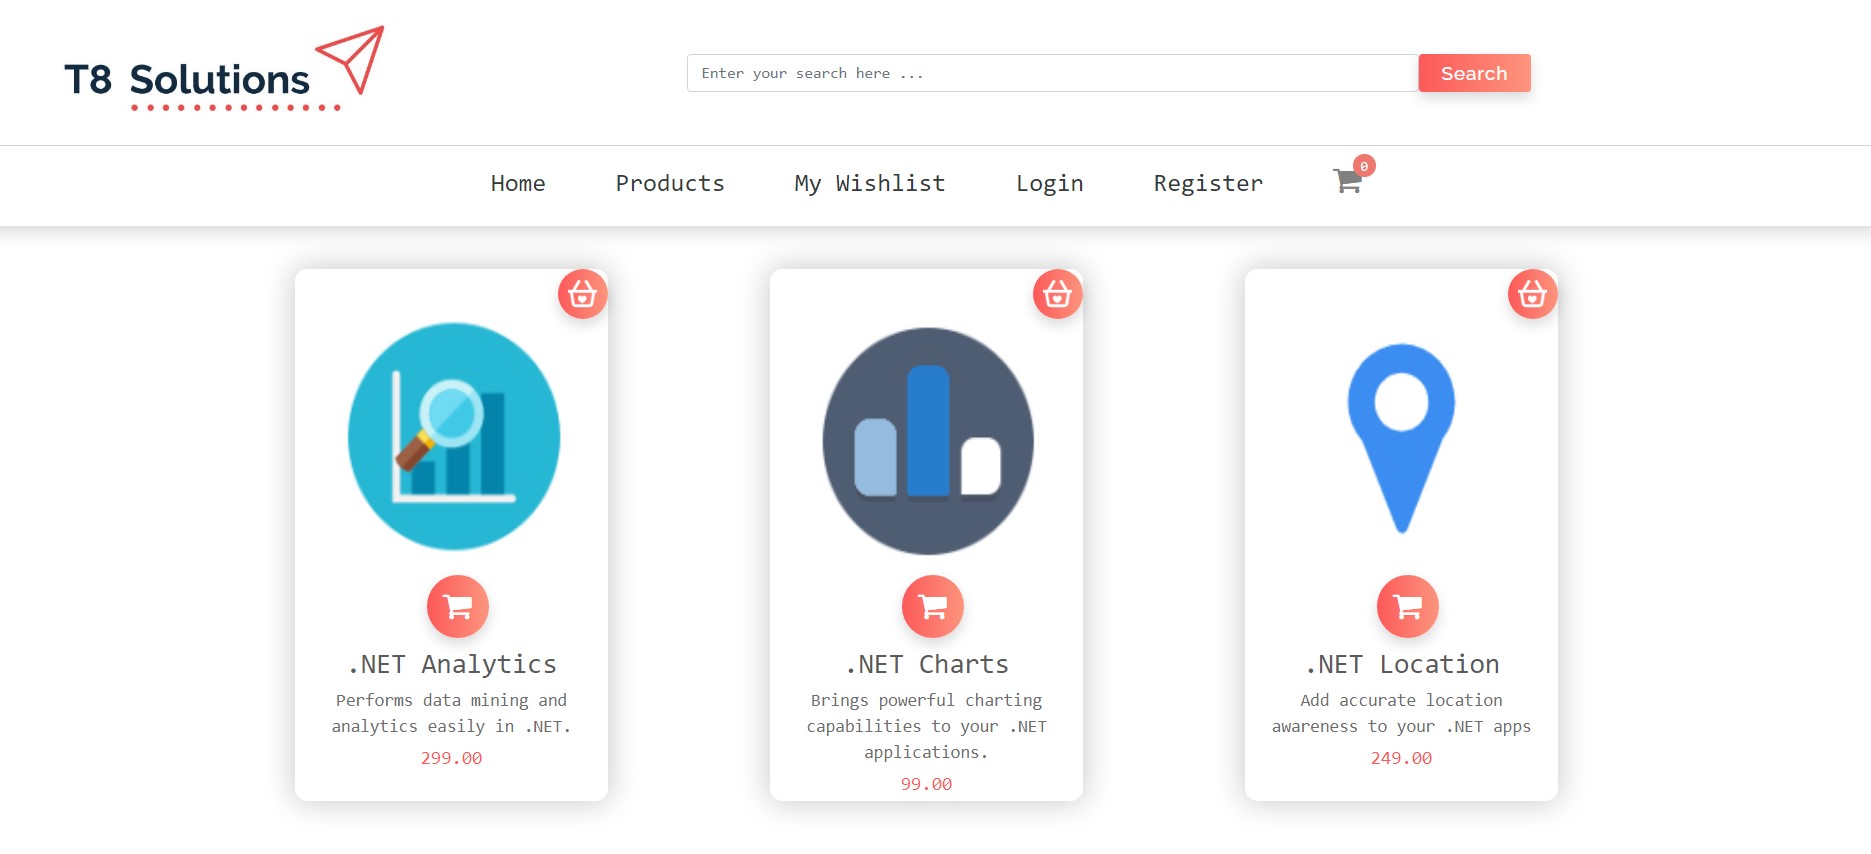 T8 Solutions
Enter your search here ...
Search
Home
Products
My Wishlist
Login
Register
0
.NET Analytics
Performs data mining and
analytics easily in .NET.
299.00
.NET Charts
Brings powerful charting
capabilities to your .NET
applications.
99.00
.NET Location
Add accurate location
awareness to your .NET apps
249.00